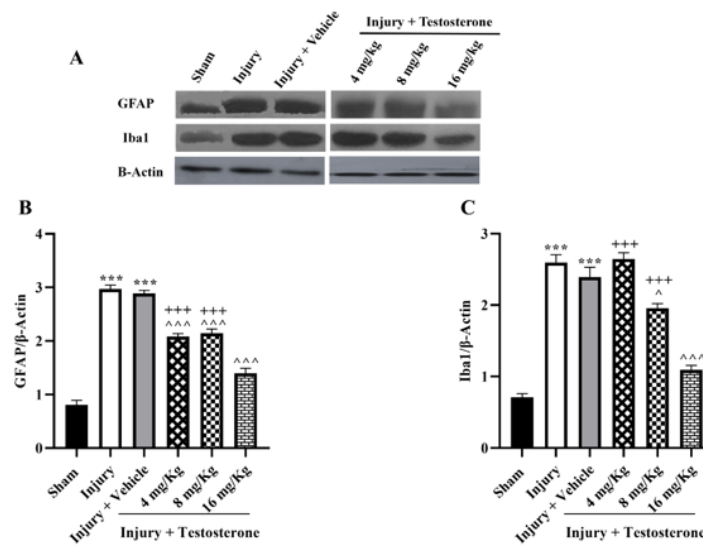 A
Sham
Injury
Injury + Vehicle
Injury + Testosterone
4 mg/kg
8 mg/kg
16 mg/kg
GFAP
Iba1
B-Actin
B
GFAP/β-Actin
4
3
2
1
0
***
***
+++
^^^
+++
^^^
^^^
Sham
Injury
Injury + Vehicle
4 mg/Kg
8 mg/Kg
16 mg/Kg
Injury + Testosterone
C
Iba1/β-Actin
3
2
1
0
***
***
+++
+++
^
^^^
Sham
Injury
Injury + Vehicle
4 mg/Kg
8 mg/Kg
16 mg/Kg
Injury + Testosterone